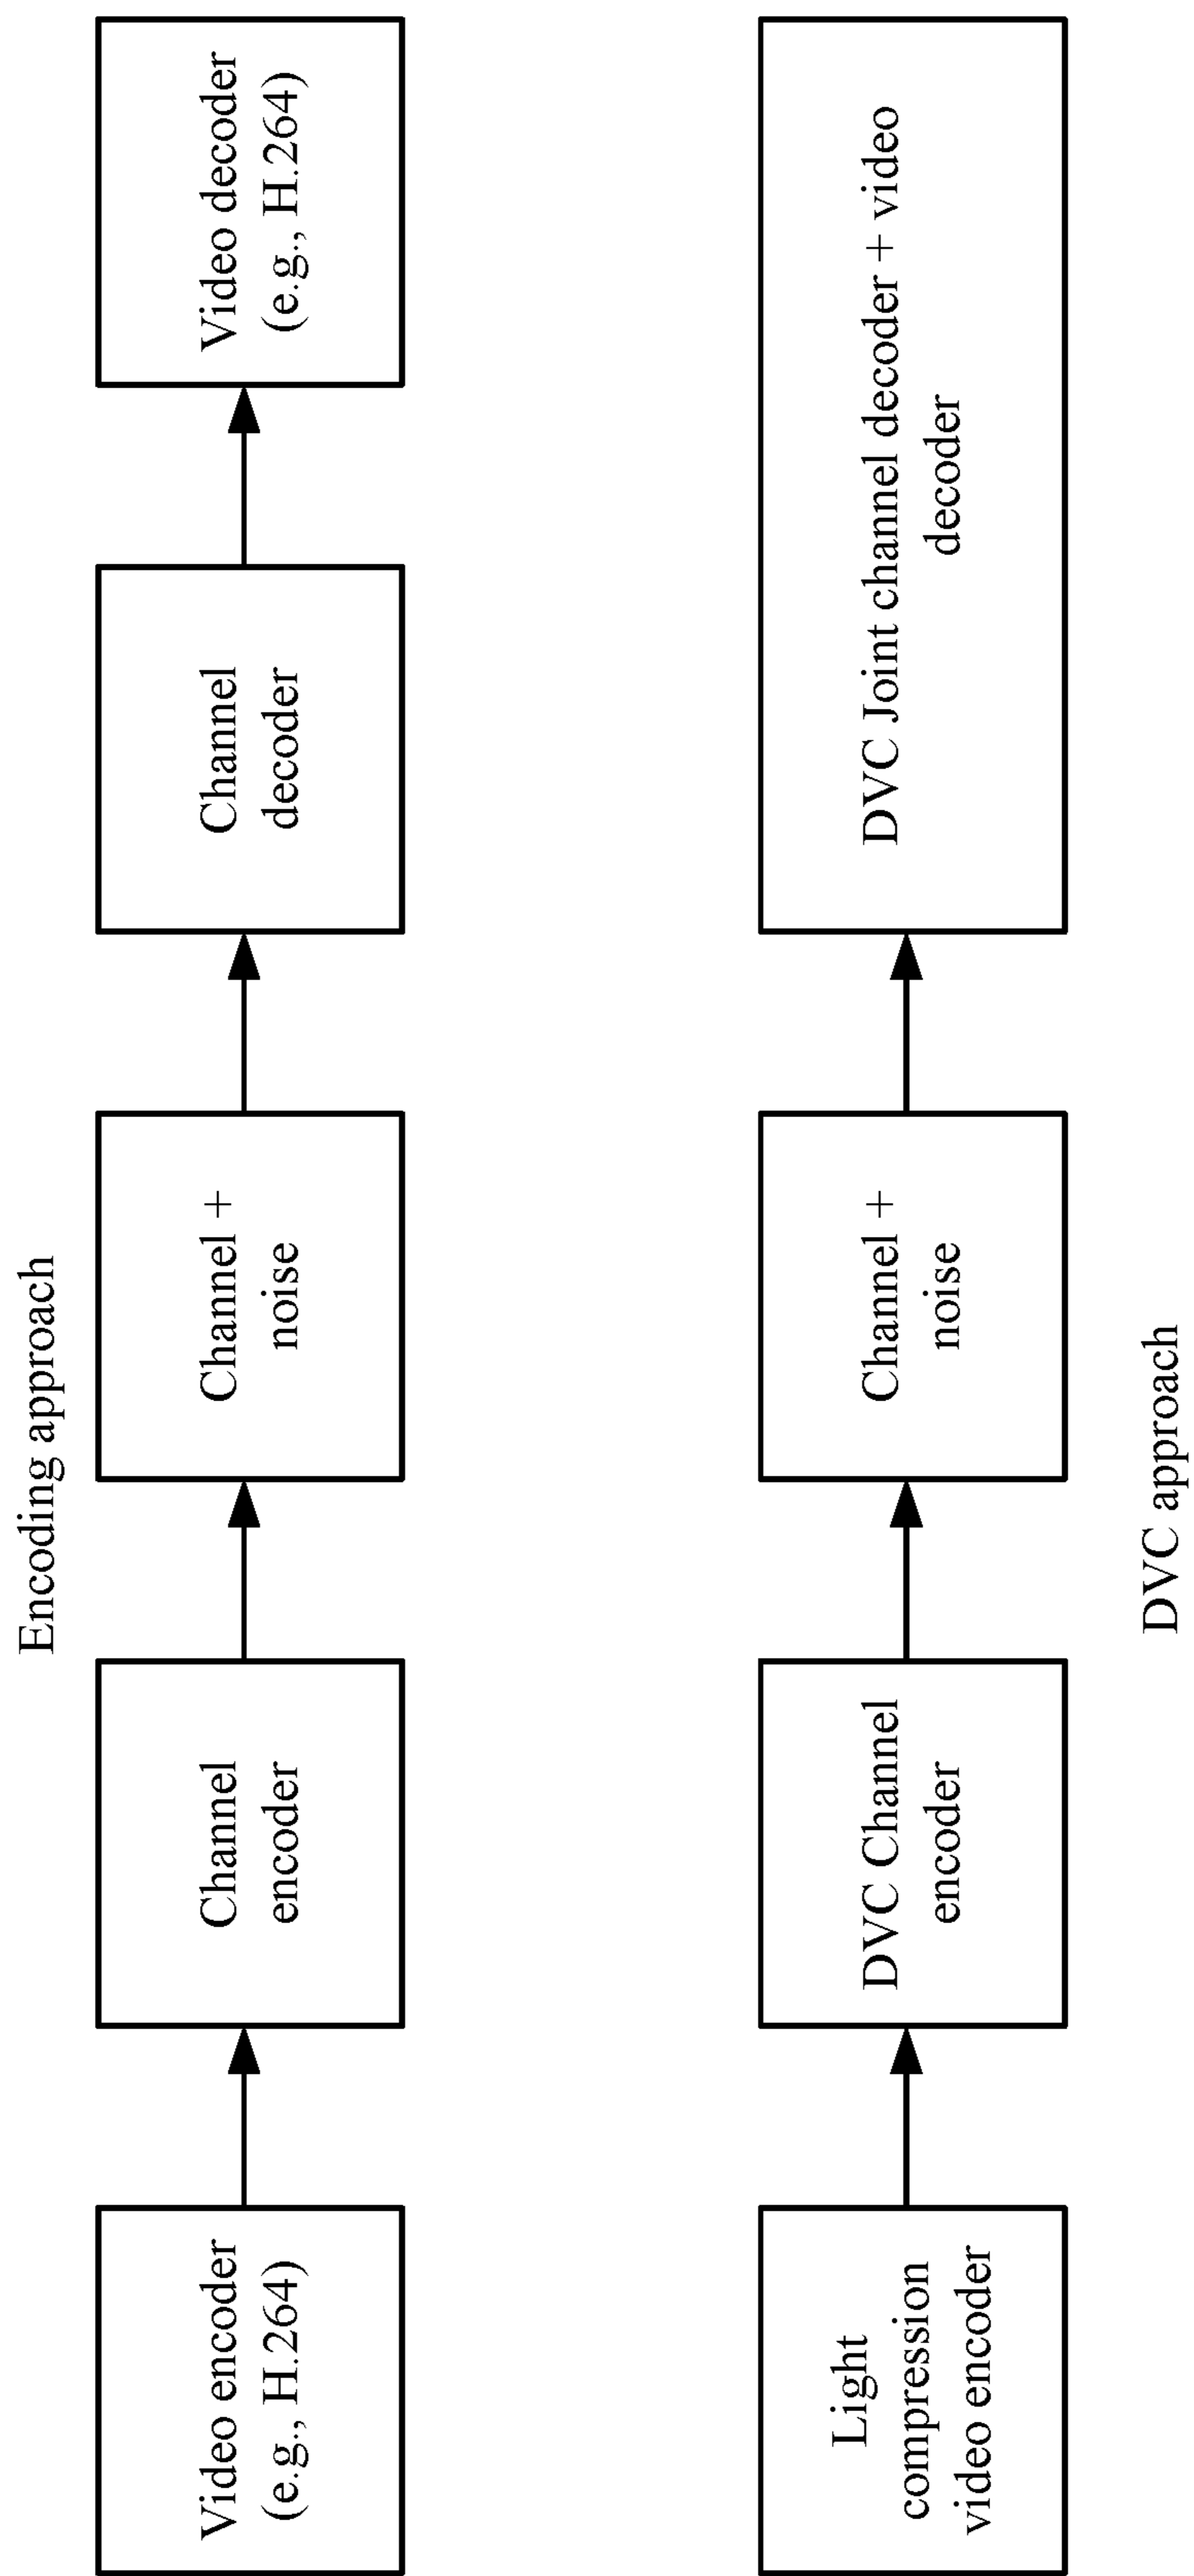 Encoding approach
Video encoder
(e.g., H.264)
Channel
encoder
Channel +
noise
Channel
decoder
Video decoder
(e.g., H.264)
Light
compression
video encoder
DVC Channel
encoder
Channel +
noise
DVC Joint channel decoder + video
decoder
DVC approach